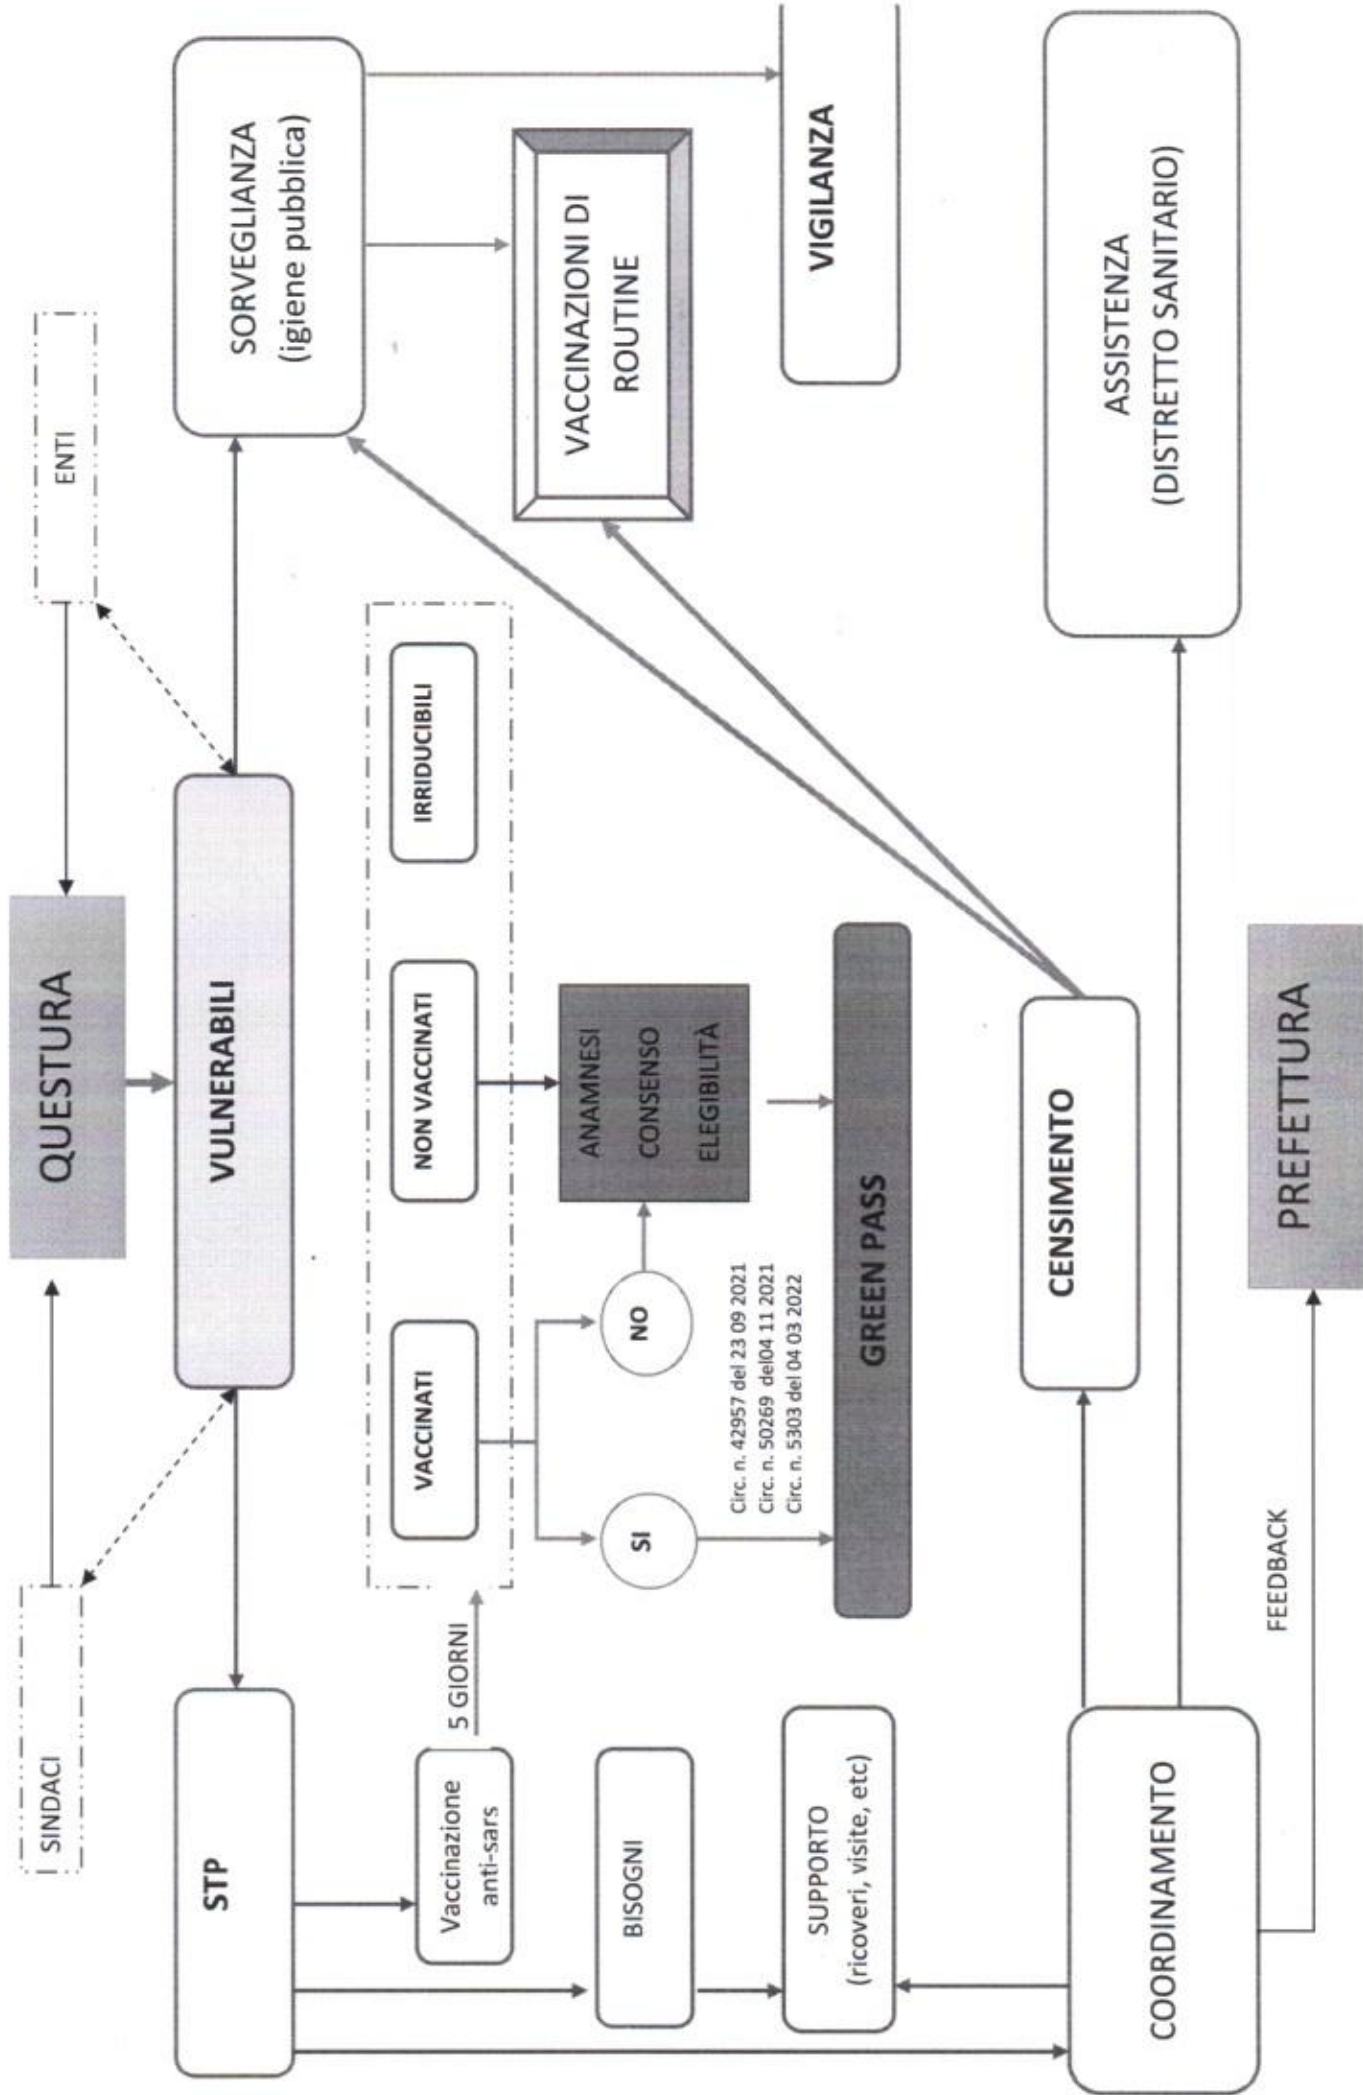 SINDACI
QUESTURA
ENTI
STP
VULNERABILI
SORVEGLIANZA
(igiene pubblica)
Vaccinazione
anti-sars
5 GIORNI
VACCINATI
NON VACCINATI
IRRIDUCIBILI
BISOGNI
SI
NO
ANAMNESI
CONSENSO
ELEGIBILITÀ
VACCINAZIONI DI
ROUTINE
Circ. n. 42957 del 23 09 2021
Circ. n. 50269 del04 11 2021
Circ. n. 5303 del 04 03 2022
SUPPORTO
(ricoveri, visite, etc)
GREEN PASS
VIGILANZA
COORDINAMENTO
CENSIMENTO
ASSISTENZA
(DISTRETTO SANITARIO)
FEEDBACK
PREFETTURA